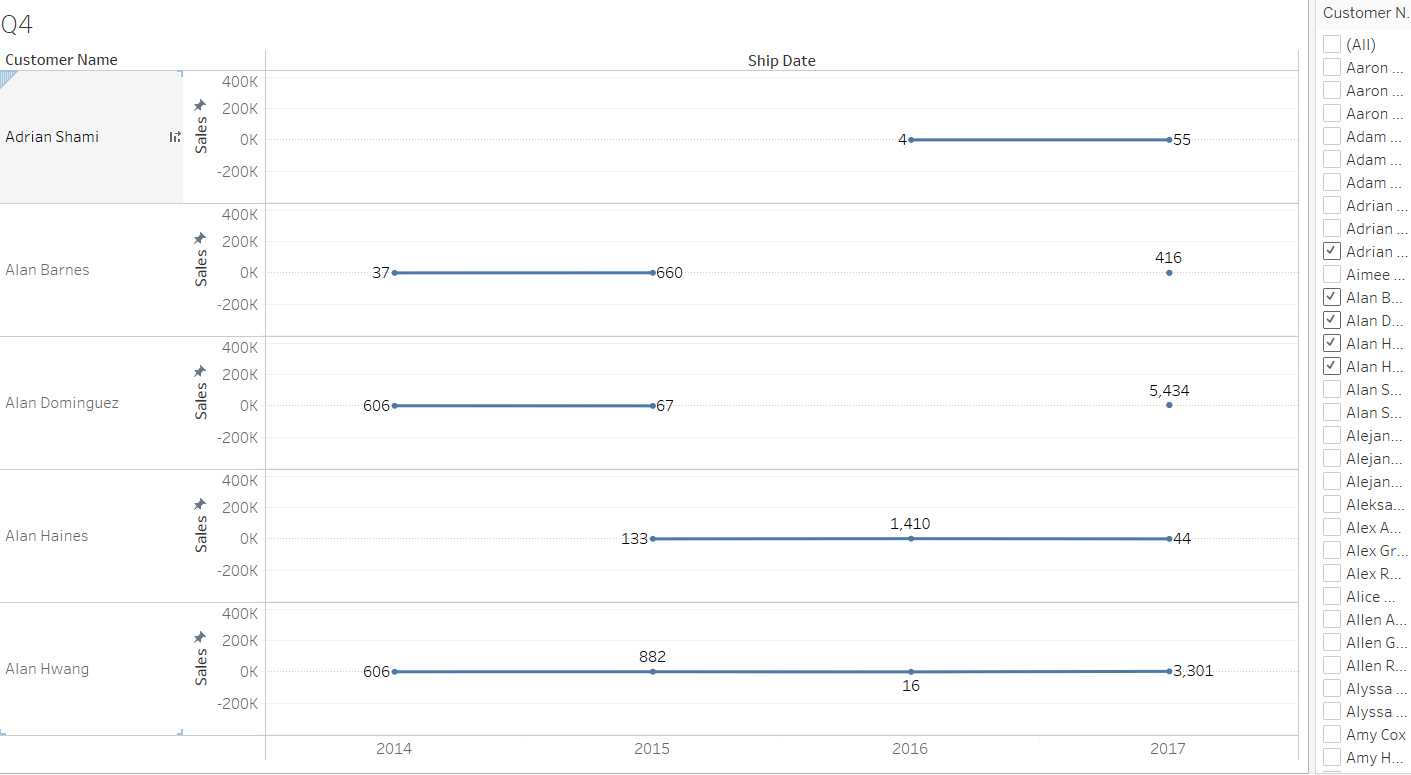 Q4
Customer Name
Ship Date
Adrian Shami
Sales
400K
200K
0K
-200K
4
55
Alan Barnes
Sales
400K
200K
0K
-200K
37
660
416
Alan Dominguez
Sales
400K
200K
0K
-200K
606
67
5,434
Alan Haines
Sales
400K
200K
0K
-200K
133
1,410
44
Alan Hwang
Sales
400K
200K
0K
-200K
606
882
16
3,301
2014 2015 2016 2017
Customer N.
(All)
Aaron ...
Aaron ...
Aaron ...
Adam ...
Adam ...
Adam ...
Adrian ...
Adrian ...
Adrian ...
Aimee ...
Alan B...
Alan D...
Alan H...
Alan H...
Alan S...
Alan S...
Alejan...
Alejan...
Alejan...
Aleksa...
Alex A...
Alex Gr...
Alex R...
Alice ...
Allen A...
Allen G...
Allen R...
Alyssa ...
Alyssa ...
Amy Cox
Amy H...